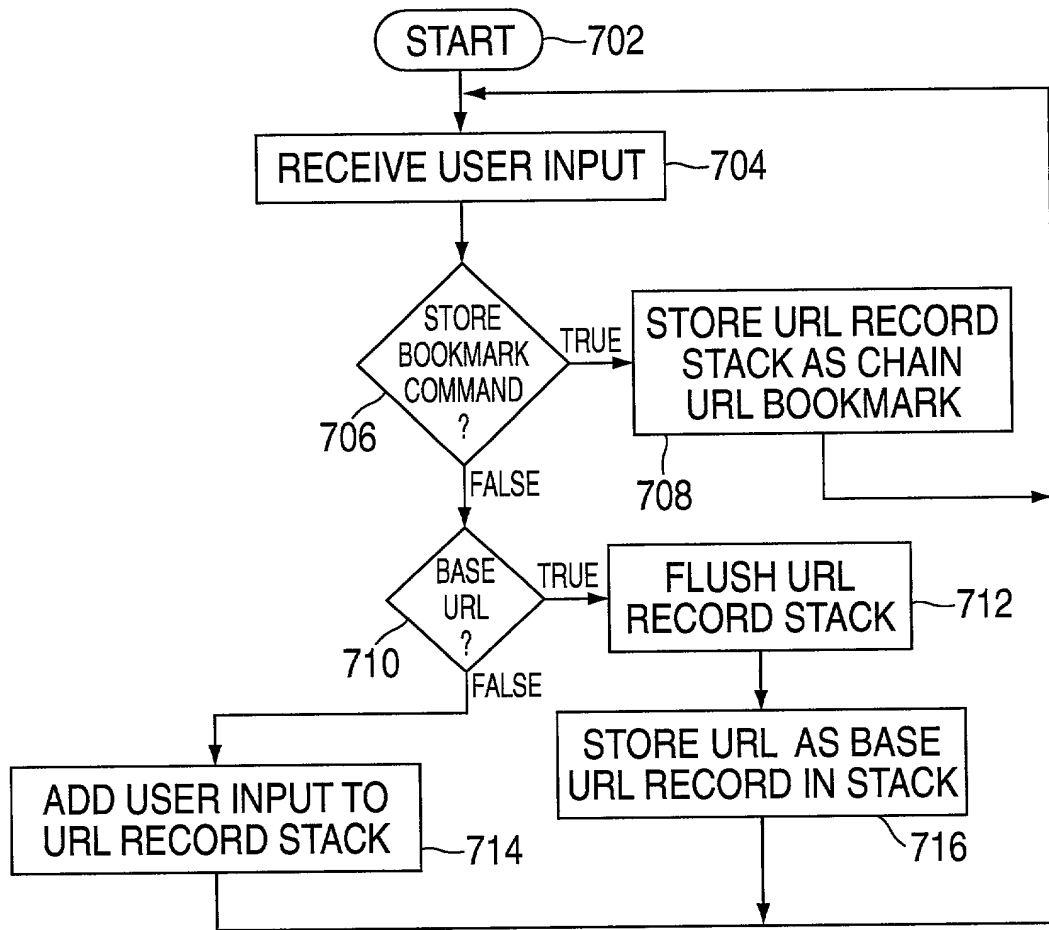 START
702
RECEIVE USER INPUT
704
STORE
BOOKMARK
COMMAND
?
706
TRUE
STORE URL RECORD
STACK AS CHAIN
URL BOOKMARK
708
FALSE
BASE
URL
?
710
TRUE
FLUSH URL
RECORD STACK
712
FALSE
STORE URL AS BASE
URL RECORD IN STACK
716
ADD USER INPUT TO
URL RECORD STACK
714